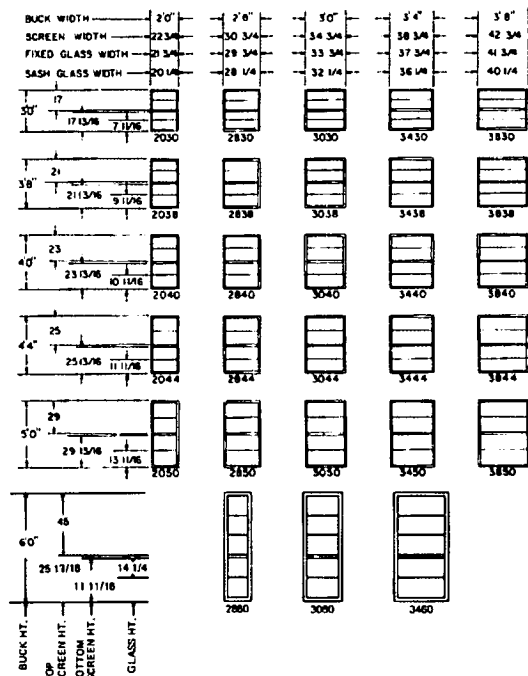 BUCK WIDTH 2'0" 2'8" 3'0" 3'4" 3'8"
SCREEN WIDTH 22 3/4 30 3/4 34 3/4 38 3/4 42 3/4
FIXED GLASS WIDTH 21 3/4 29 3/4 33 3/4 37 3/4 41 3/4
SASH GLASS WIDTH 20 1/4 28 1/4 32 1/4 36 1/4 40 1/4
3'0" 17
17 13/16
7 11/16
2030 2830 3030 3430 3830
3'8" 21
21 13/16
9 11/16
2038 2838 3038 3438 3838
4'0" 23
23 13/16
10 11/16
2040 2840 3040 3440 3840
4'4" 25
25 13/16
11 11/16
2044 2844 3044 3444 3844
5'0" 29
29 13/16
13 11/16
2050 2850 3050 3450 3850
6'0" 45
25 13/16 14 1/4
11 11/16
2860 3060 3460
BUCK HT.
OP
SCREEN HT.
OTTOM
SCREEN HT.
GLASS HT.